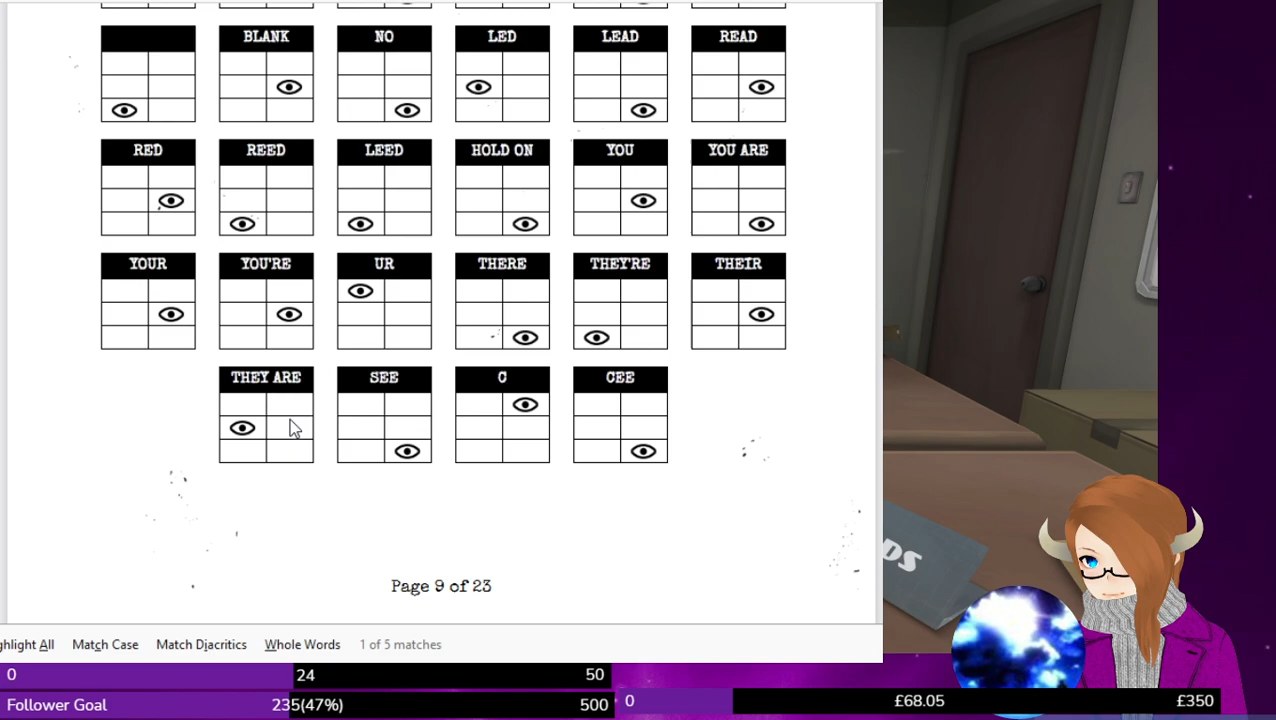 BLANK NO LED LEAD READ
RED REED LEED HOLD ON YOU YOU ARE
YOUR YOU'RE UR THERE THEY'RE THEIR
THEY ARE SEE C CEE
DS
Page 9 of 23
ghlight All Match Case Match Diacritics Whole Words 1 of 5 matches
0 24 50
Follower Goal 235(47%) 500 0 £68.05 £350